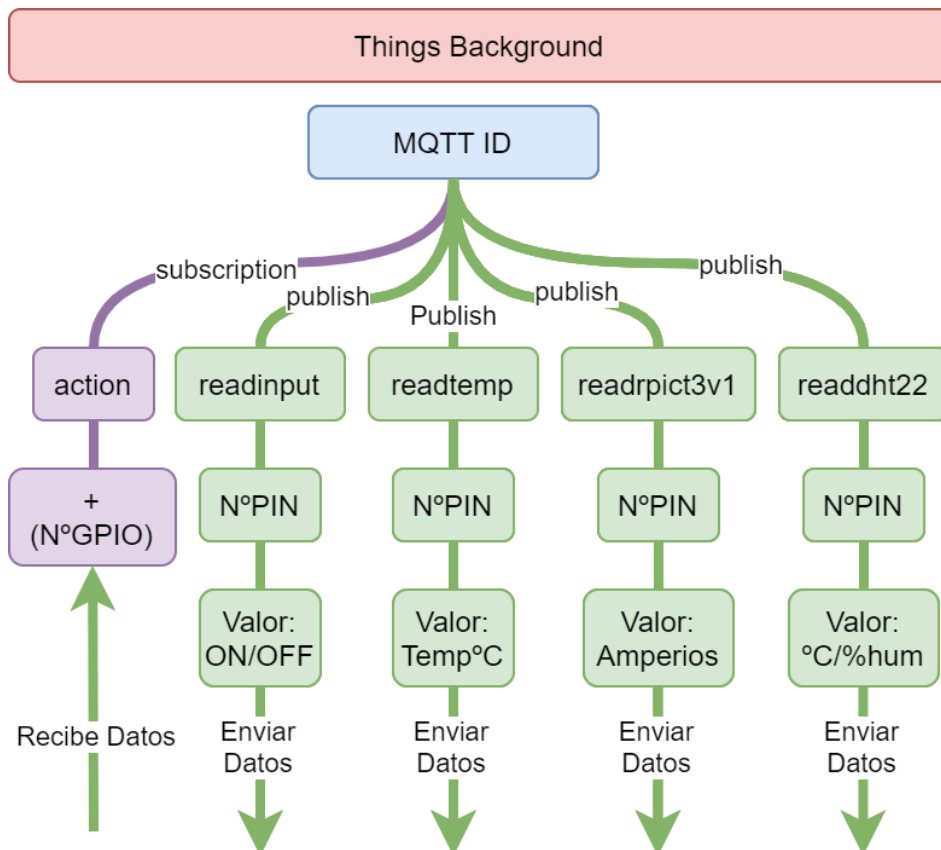 Things Background
MQTT ID
subscription
publish
Publish
publish
publish
action
readinput
readtemp
readrpict3v1
readdht22
+
(NºGPIO)
NºPIN
NºPIN
NºPIN
NºPIN
Valor:
ON/OFF
Valor:
TempºC
Valor:
Amperios
Valor:
ºC/%hum
Recibe Datos
Enviar
Datos
Enviar
Datos
Enviar
Datos
Enviar
Datos